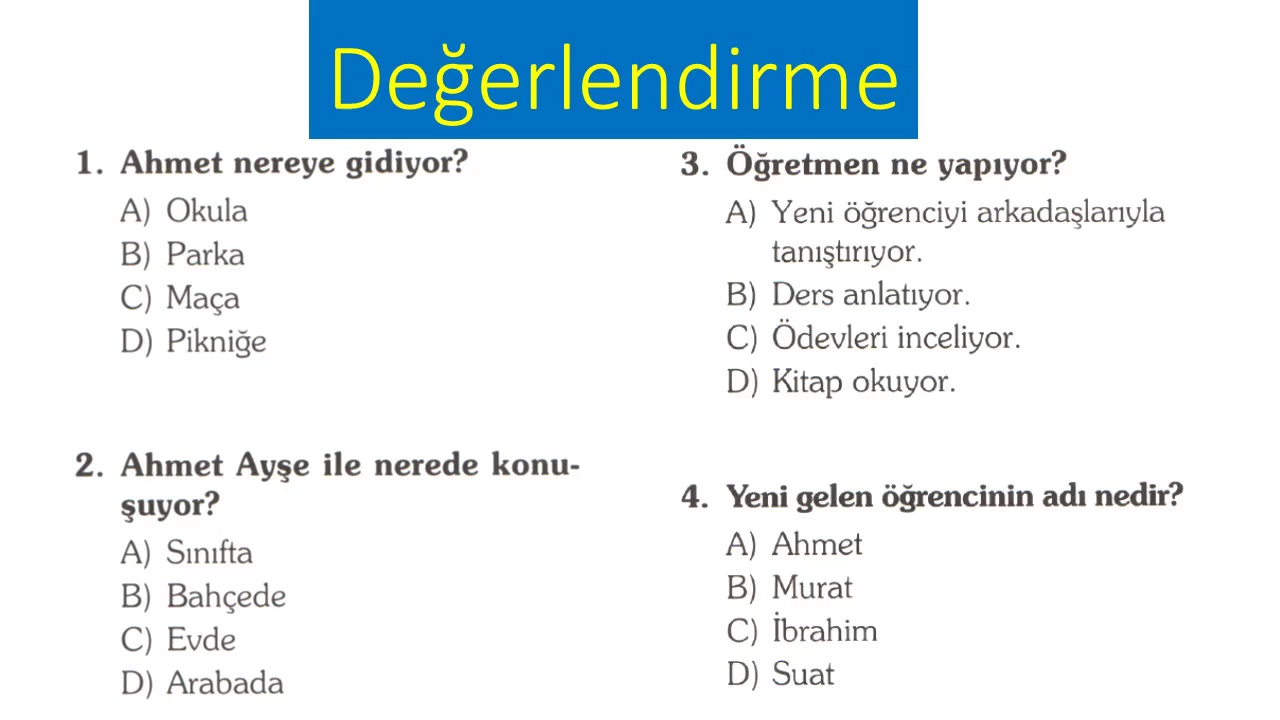 Değerlendirme
1. Ahmet nereye gidiyor?
A) Okula
B) Parka
C) Maça
D) Pikniğe
2. Ahmet Ayşe ile nerede konu-
şuyor?
A) Sınıfta
B) Bahçede
C) Evde
D) Arabada
3. Öğretmen ne yapıyor?
A) Yeni öğrenciyi arkadaşlarıyla
tanıştırıyor.
B) Ders anlatıyor.
C) Ödevleri inceliyor.
D) Kitap okuyor.
4. Yeni gelen öğrencinin adı nedir?
A) Ahmet
B) Murat
C) İbrahim
D) Suat